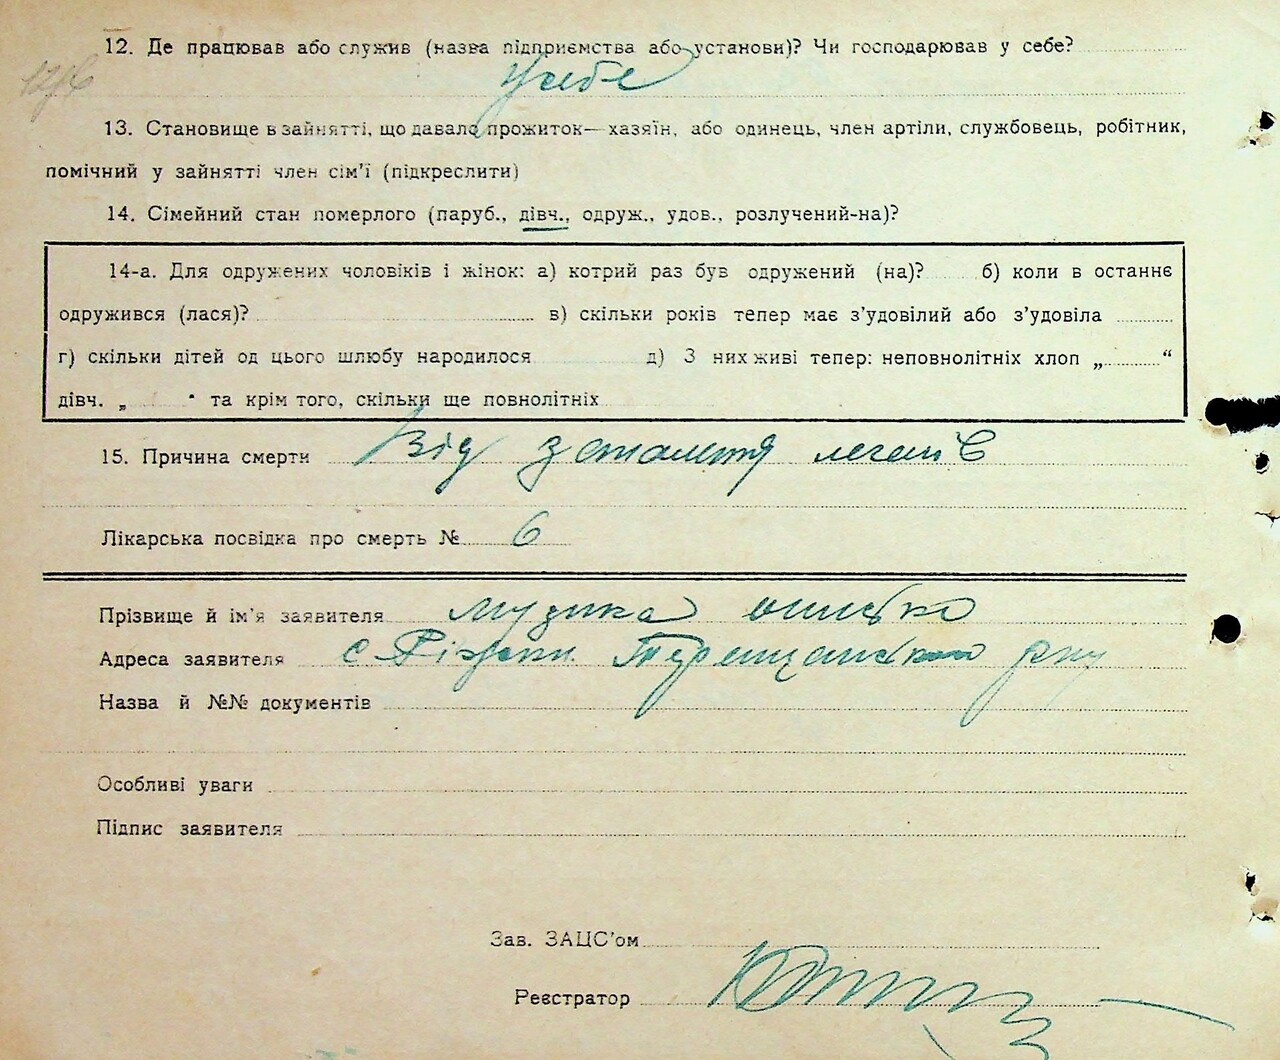 12. Де працював або служив (назва підприємства або установи)? Чи господарював у себе?
У себе
13. Становище в зайнятті, що давало прожиток— хазяїн, або одинець, член артіли, службовець, робітник,
помічний у зайнятті член сім'ї (підкреслити)
14. Сімейний стан померлого (паруб., дівч., одруж., удов., розлучений-на)?
14-а. Для одружених чоловіків і жінок: а) котрий раз був одружений (на)? б) коли в останнє
одружився (лася)? в) скільки років тепер має з'удовілий або з'удовіла
г) скільки дітей од цього шлюбу народилося д) З них живі тепер: неповнолітніх хлоп „ “
дівч. „ “ та крім того, скільки ще повнолітніх
15. Причина смерти Від запалення легенів
Лікарська посвідка про смерть № 6
Прізвище й ім'я заявителя Музика
Адреса заявителя с
Назва й №№ документів
Особливі уваги
Підпис заявителя
Зав. ЗАЦС'ом
Реєстратор